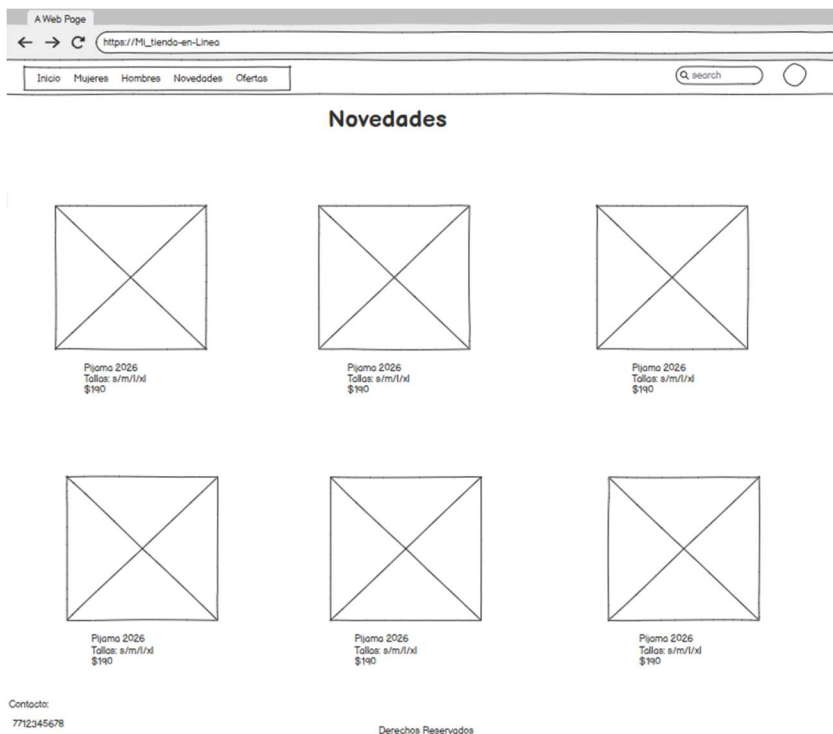 A Web Page
https://Mi_tienda-en-Linea
Inicio Mujeres Hombres Novedades Ofertas
search
Novedades
Pijama 2026
Tallas: s/m/l/xl
$190
Pijama 2026
Tallas: s/m/l/xl
$190
Pijama 2026
Tallas: s/m/l/xl
$190
Pijama 2026
Tallas: s/m/l/xl
$190
Pijama 2026
Tallas: s/m/l/xl
$190
Pijama 2026
Tallas: s/m/l/xl
$190
Contacto:
7712345678
Derechos Reservados